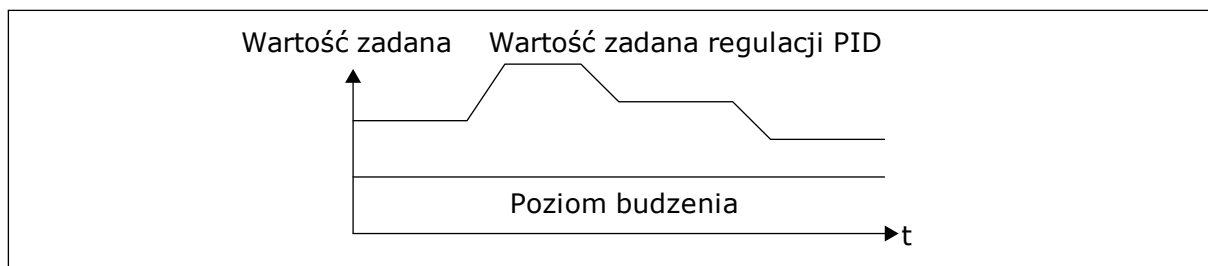 Wartość zadana
Wartość zadana regulacji PID
Poziom budzenia
t